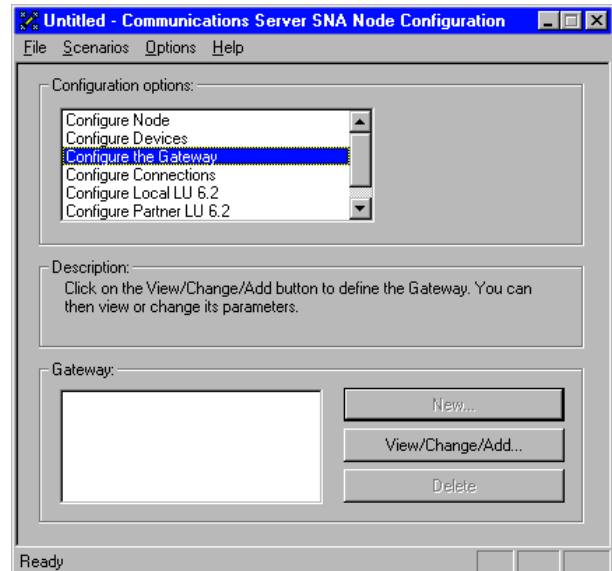 Untitled - Communications Server SNA Node Configuration
File Scenarios Options Help
Configuration options:
Configure Node
Configure Devices
Configure the Gateway
Configure Connections
Configure Local LU 6.2
Configure Partner LU 6.2
Description:
Click on the View/Change/Add button to define the Gateway. You can
then view or change its parameters.
Gateway:
New...
View/Change/Add...
Delete
Ready